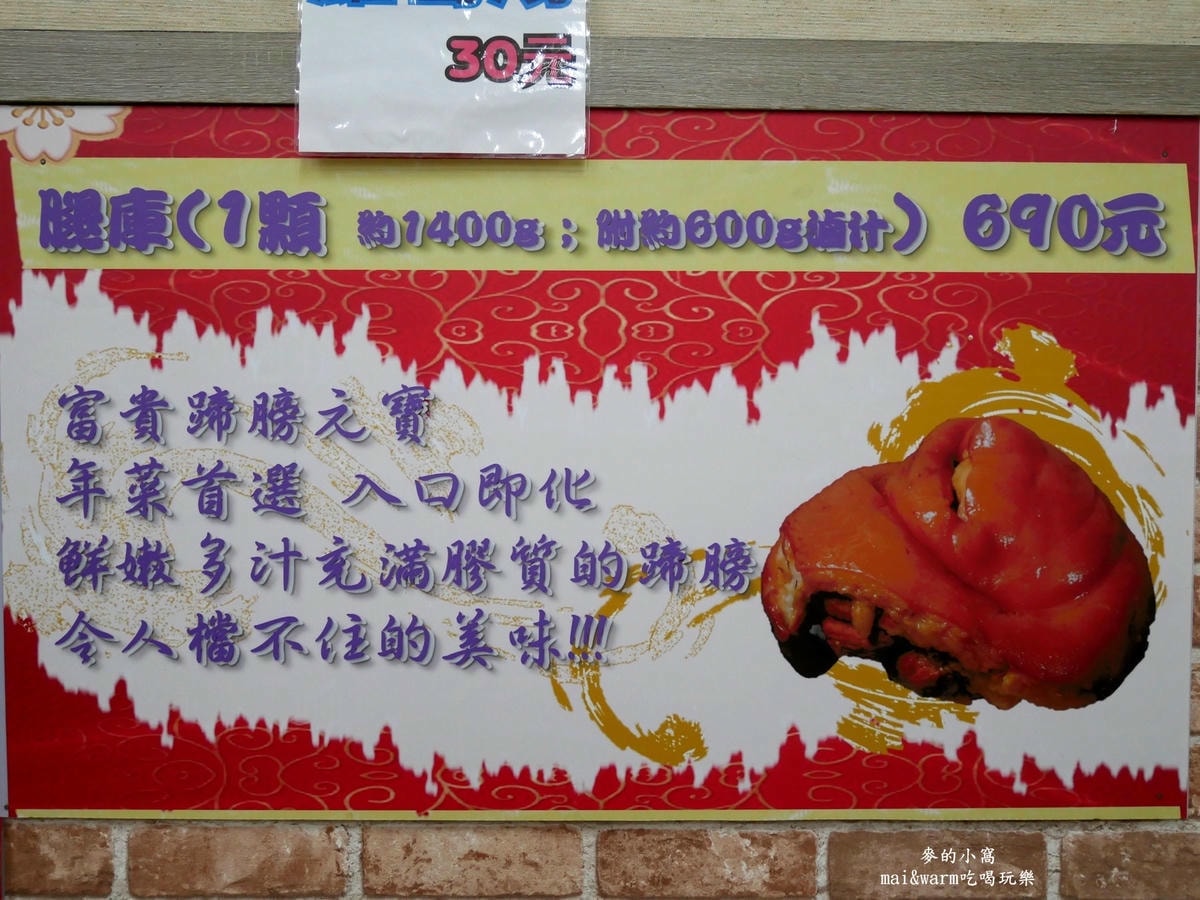 30元
腿庫(1顆 約1400g;附約600g滷汁) 690元
富貴蹄膀元寶
年菜首選 入口即化
鮮嫩多汁充滿膠質的蹄膀
令人檔不住的美味!!!
麥的小窩
mai&warm吃喝玩樂